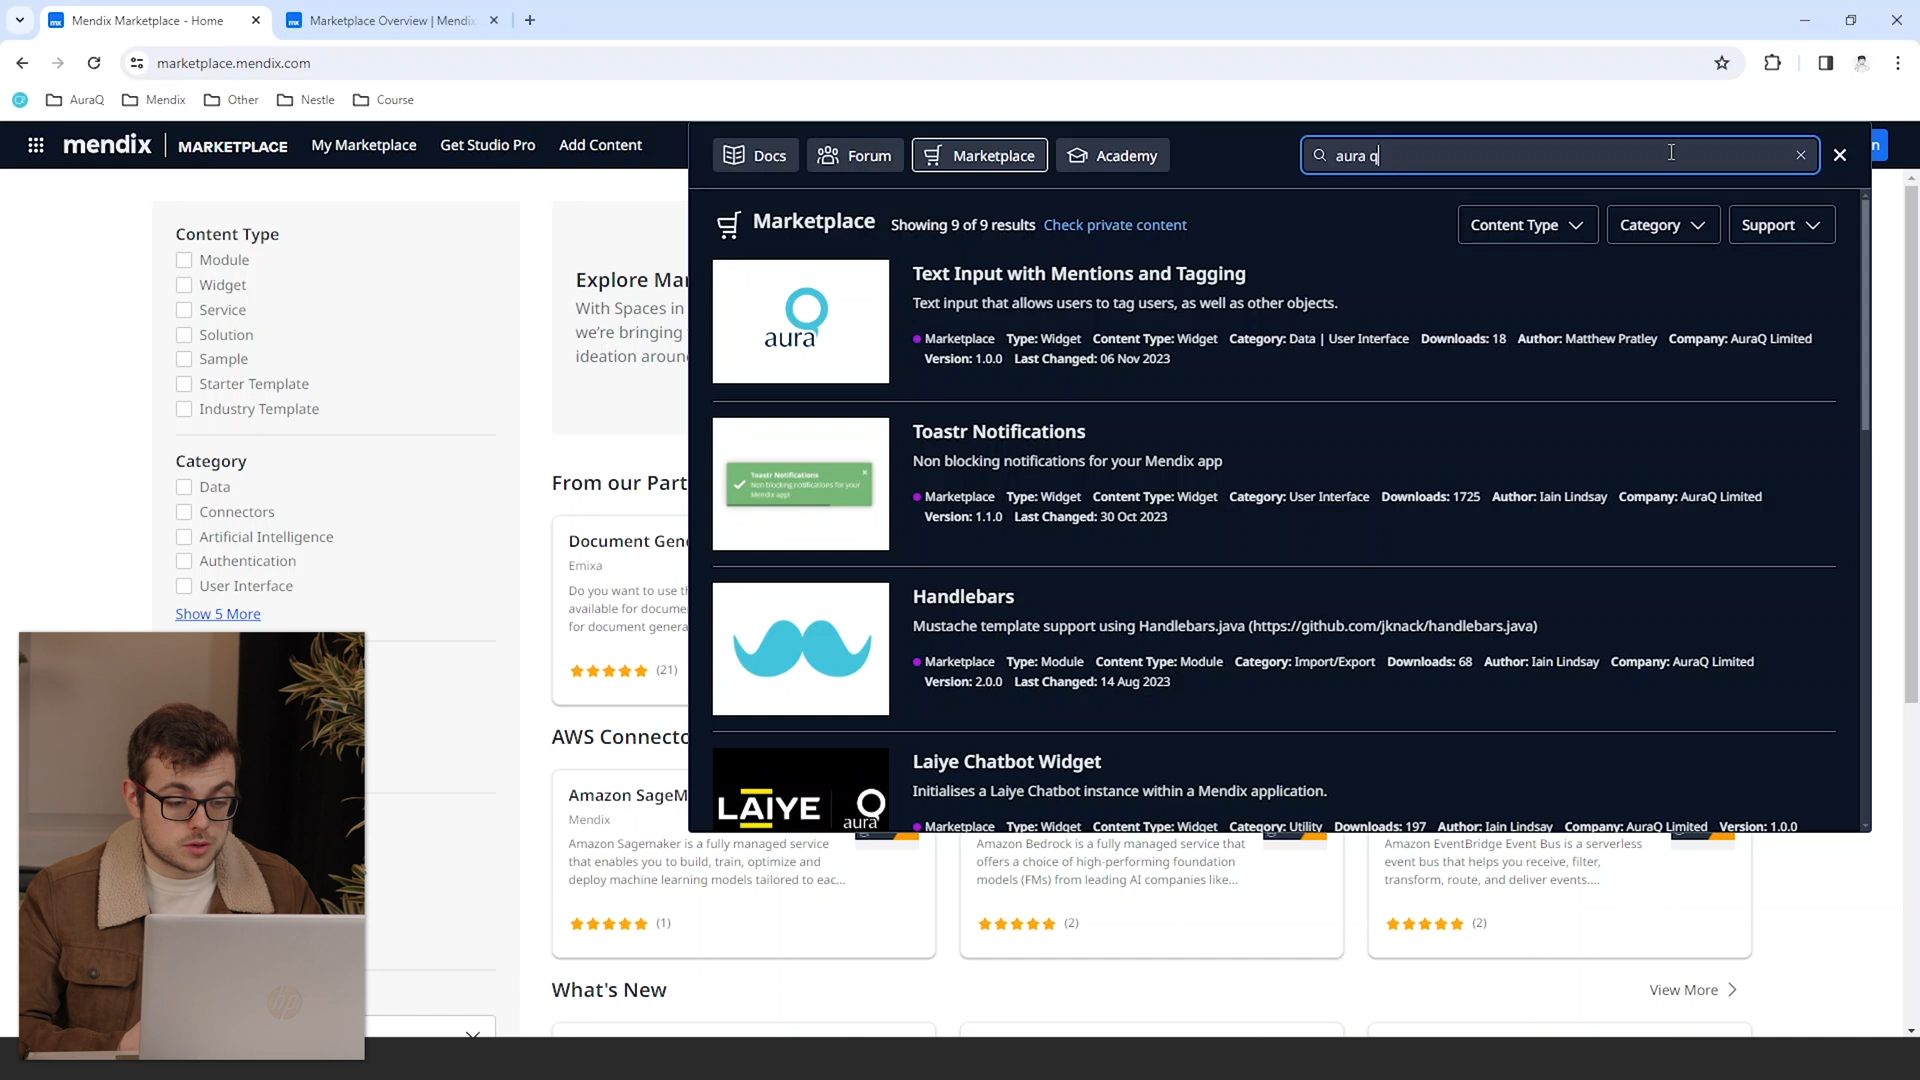 Mendix Marketplace - Home
Marketplace Overview | Mendix
marketplace.mendix.com
AuraQ
Mendix
Other
Nestle
Course
mendix MARKETPLACE
My Marketplace
Get Studio Pro
Add Content
Docs
Forum
Marketplace
Academy
aura q
n
Content Type
Module
Widget
Service
Solution
Sample
Starter Template
Industry Template
Category
Data
Connectors
Artificial Intelligence
Authentication
User Interface
Show 5 More
Explore Mar
With Spaces in
we're bringing
ideation aroun
From our Part
Document Gene
Emixa
Do you want to use th
available for docume
for document genera
(21)
AWS Connecto
Amazon SageM
Mendix
Amazon Sagemaker is a fully managed service
that enables you to build, train, optimize and
deploy machine learning models tailored to eac...
(1)
Amazon Bedrock is a fully managed service that
offers a choice of high-performing foundation
models (FMs) from leading AI companies like...
(2)
Amazon EventBridge Event Bus is a serverless
event bus that helps you receive, filter,
transform, route, and deliver events....
(2)
What's New
View More
Marketplace
Showing 9 of 9 results
Check private content
Content Type
Category
Support
aura
Text Input with Mentions and Tagging
Text input that allows users to tag users, as well as other objects.
Marketplace Type: Widget Content Type: Widget Category: Data | User Interface Downloads: 18 Author: Matthew Pratley Company: AuraQ Limited
Version: 1.0.0 Last Changed: 06 Nov 2023
Toastr Notifications
Non blocking notifications for your
Mendix app!
Toastr Notifications
Non blocking notifications for your Mendix app
Marketplace Type: Widget Content Type: Widget Category: User Interface Downloads: 1725 Author: Iain Lindsay Company: AuraQ Limited
Version: 1.1.0 Last Changed: 30 Oct 2023
Handlebars
Mustache template support using Handlebars.java (https://github.com/jknack/handlebars.java)
Marketplace Type: Module Content Type: Module Category: Import/Export Downloads: 68 Author: Iain Lindsay Company: AuraQ Limited
Version: 2.0.0 Last Changed: 14 Aug 2023
LAIYE
aura
Laiye Chatbot Widget
Initialises a Laiye Chatbot instance within a Mendix application.
Marketplace Type: Widget Content Type: Widget Category: Utility Downloads: 197 Author: Iain Lindsay Company: AuraQ Limited Version: 1.0.0
hp